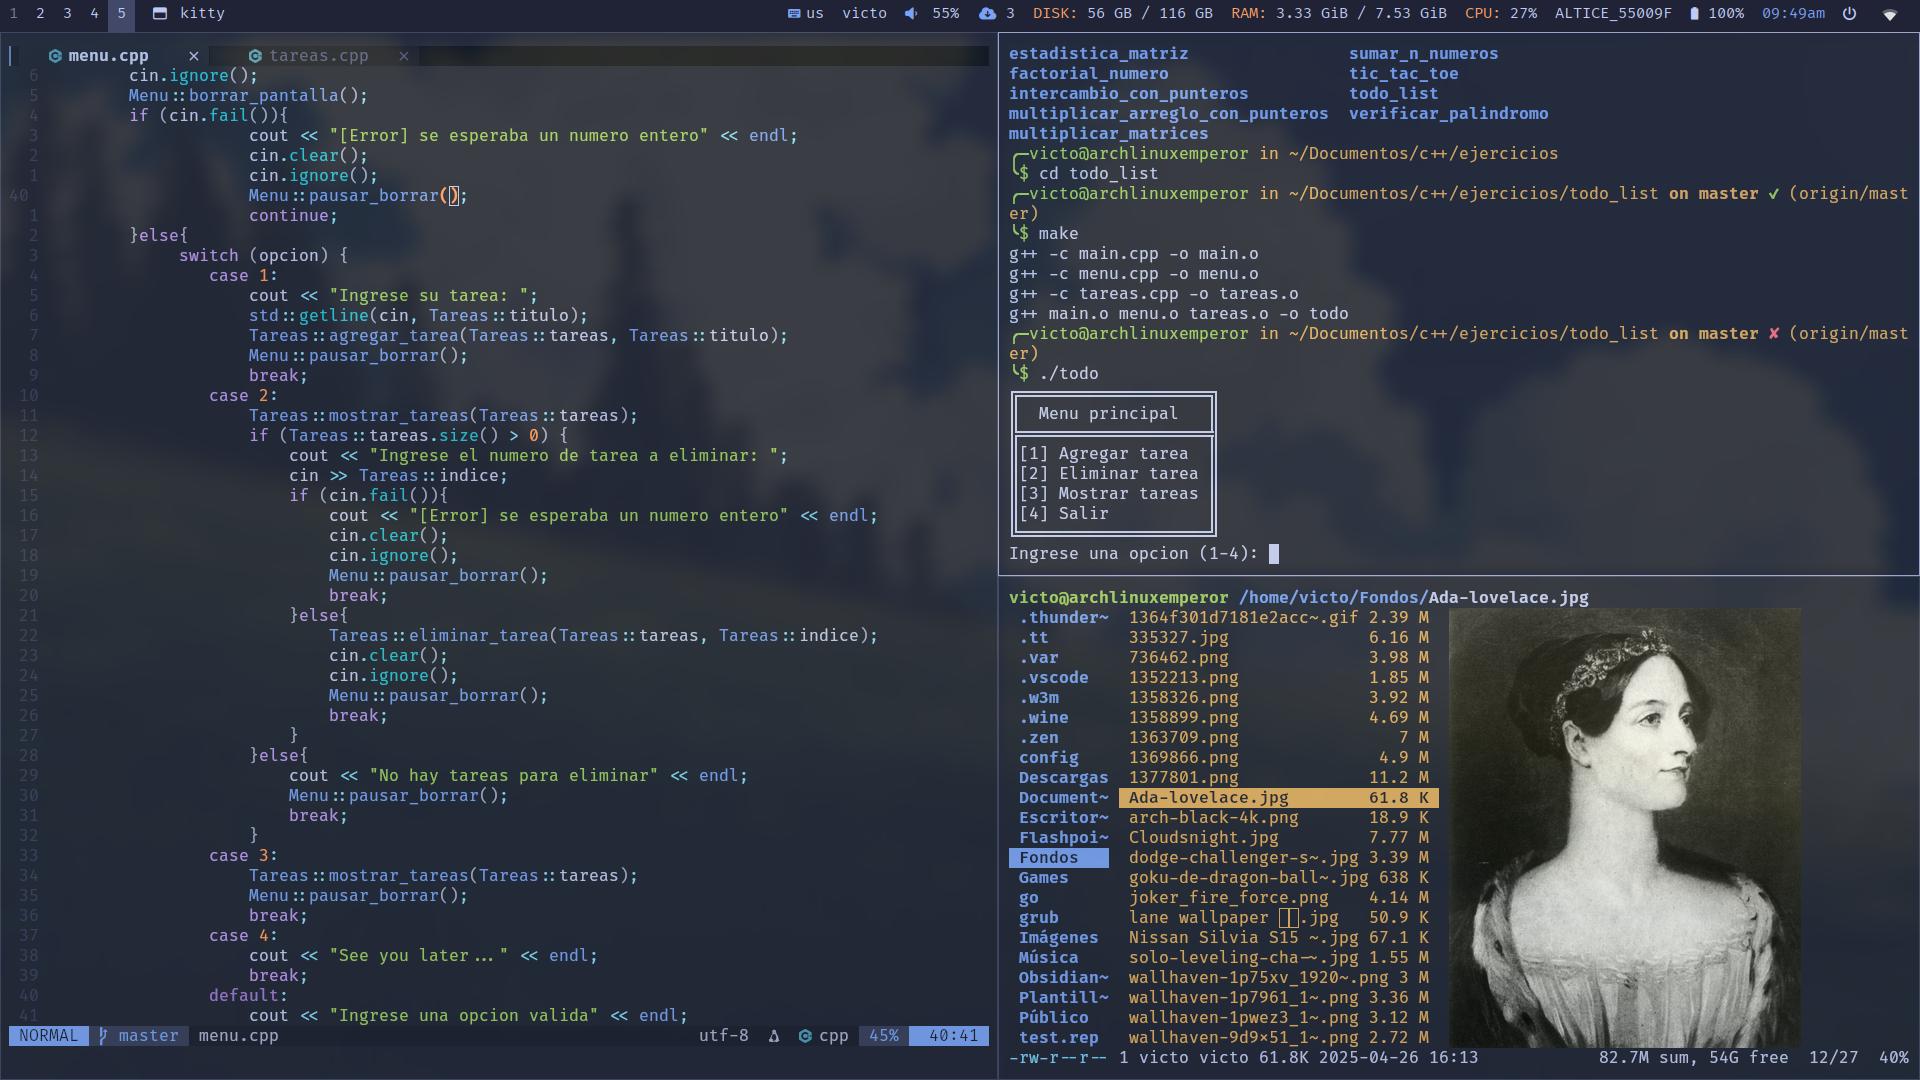 1 2 3 4 5 kitty us victo 55% 3 DISK: 56 GB / 116 GB RAM: 3.33 GiB / 7.53 GiB CPU: 27% ALTICE_55009F 100% 09:49am
menu.cpp × tareas.cpp ×
6 cin.ignore();
5 Menu::borrar_pantalla();
4 if (cin.fail()){
3 cout << "[Error] se esperaba un numero entero" << endl;
2 cin.clear();
1 cin.ignore();
40 Menu::pausar_borrar();
1 continue;
2 }else{
3 switch (opcion) {
4 case 1:
5 cout << "Ingrese su tarea: ";
6 std::getline(cin, Tareas::titulo);
7 Tareas::agregar_tarea(Tareas::tareas, Tareas::titulo);
8 Menu::pausar_borrar();
9 break;
10 case 2:
11 Tareas::mostrar_tareas(Tareas::tareas);
12 if (Tareas::tareas.size() > 0) {
13 cout << "Ingrese el numero de tarea a eliminar: ";
14 cin >> Tareas::indice;
15 if (cin.fail()){
16 cout << "[Error] se esperaba un numero entero" << endl;
17 cin.clear();
18 cin.ignore();
19 Menu::pausar_borrar();
20 break;
21 }else{
22 Tareas::eliminar_tarea(Tareas::tareas, Tareas::indice);
23 cin.clear();
24 cin.ignore();
25 Menu::pausar_borrar();
26 break;
27 }
28 }else{
29 cout << "No hay tareas para eliminar" << endl;
30 Menu::pausar_borrar();
31 break;
32 }
33 case 3:
34 Tareas::mostrar_tareas(Tareas::tareas);
35 Menu::pausar_borrar();
36 break;
37 case 4:
38 cout << "See you later..." << endl;
39 break;
40 default:
41 cout << "Ingrese una opcion valida" << endl;
NORMAL master menu.cpp utf-8 cpp 45% 40:41
estadistica_matriz sumar_n_numeros
factorial_numero tic_tac_toe
intercambio_con_punteros todo_list
multiplicar_arreglo_con_punteros verificar_palindromo
multiplicar_matrices
╭─victo@archlinuxemperor in ~/Documentos/c++/ejercicios
╰$ cd todo_list
╭─victo@archlinuxemperor in ~/Documentos/c++/ejercicios/todo_list on master ✔ (origin/mast
er)
╰$ make
g++ -c main.cpp -o main.o
g++ -c menu.cpp -o menu.o
g++ -c tareas.cpp -o tareas.o
g++ main.o menu.o tareas.o -o todo
╭─victo@archlinuxemperor in ~/Documentos/c++/ejercicios/todo_list on master ✘ (origin/mast
er)
╰$ ./todo
Menu principal
[1] Agregar tarea
[2] Eliminar tarea
[3] Mostrar tareas
[4] Salir
Ingrese una opcion (1-4):
victo@archlinuxemperor /home/victo/Fondos/Ada-lovelace.jpg
.thunder~ 1364f301d7181e2acc~.gif 2.39 M
.tt 335327.jpg 6.16 M
.var 736462.png 3.98 M
.vscode 1352213.png 1.85 M
.w3m 1358326.png 3.92 M
.wine 1358899.png 4.69 M
.zen 1363709.png 7 M
config 1369866.png 4.9 M
Descargas 1377801.png 11.2 M
Document~ Ada-lovelace.jpg 61.8 K
Escritor~ arch-black-4k.png 18.9 K
Flashpoi~ Cloudsnight.jpg 7.77 M
Fondos dodge-challenger-s~.jpg 3.39 M
Games goku-de-dragon-ball~.jpg 638 K
go joker_fire_force.png 4.14 M
grub lane wallpaper .jpg 50.9 K
Imágenes Nissan Silvia S15 ~.jpg 67.1 K
Música solo-leveling-cha-~.jpg 1.55 M
Obsidian~ wallhaven-1p75xv_1920~.png 3 M
Plantill~ wallhaven-1p7961_1~.png 3.36 M
Público wallhaven-1pwez3_1~.png 3.12 M
test.rep wallhaven-9d9x51_1~.png 2.72 M
-rw-r--r-- 1 victo victo 61.8K 2025-04-26 16:13 82.7M sum, 54G free 12/27 40%